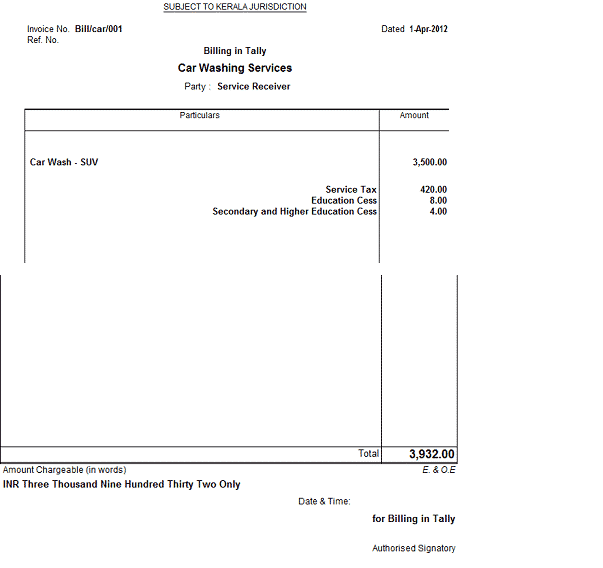 SUBJECT TO KERALA JURISDICTION
Invoice No. Bill/car/001 Dated 1-Apr-2012
Ref. No.
Billing in Tally
Car Washing Services
Party : Service Receiver
Particulars Amount
Car Wash - SUV 3,500.00
Service Tax 420.00
Education Cess 8.00
Secondary and Higher Education Cess 4.00
Total 3,932.00
Amount Chargeable (in words) E. & O.E
INR Three Thousand Nine Hundred Thirty Two Only
Date & Time:
for Billing in Tally
Authorised Signatory